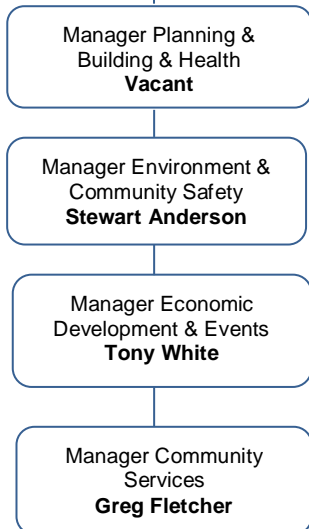 Manager Planning &
Building & Health
Vacant
Manager Environment &
Community Safety
Stewart Anderson
Manager Economic
Development & Events
Tony White
Manager Community
Services
Greg Fletcher